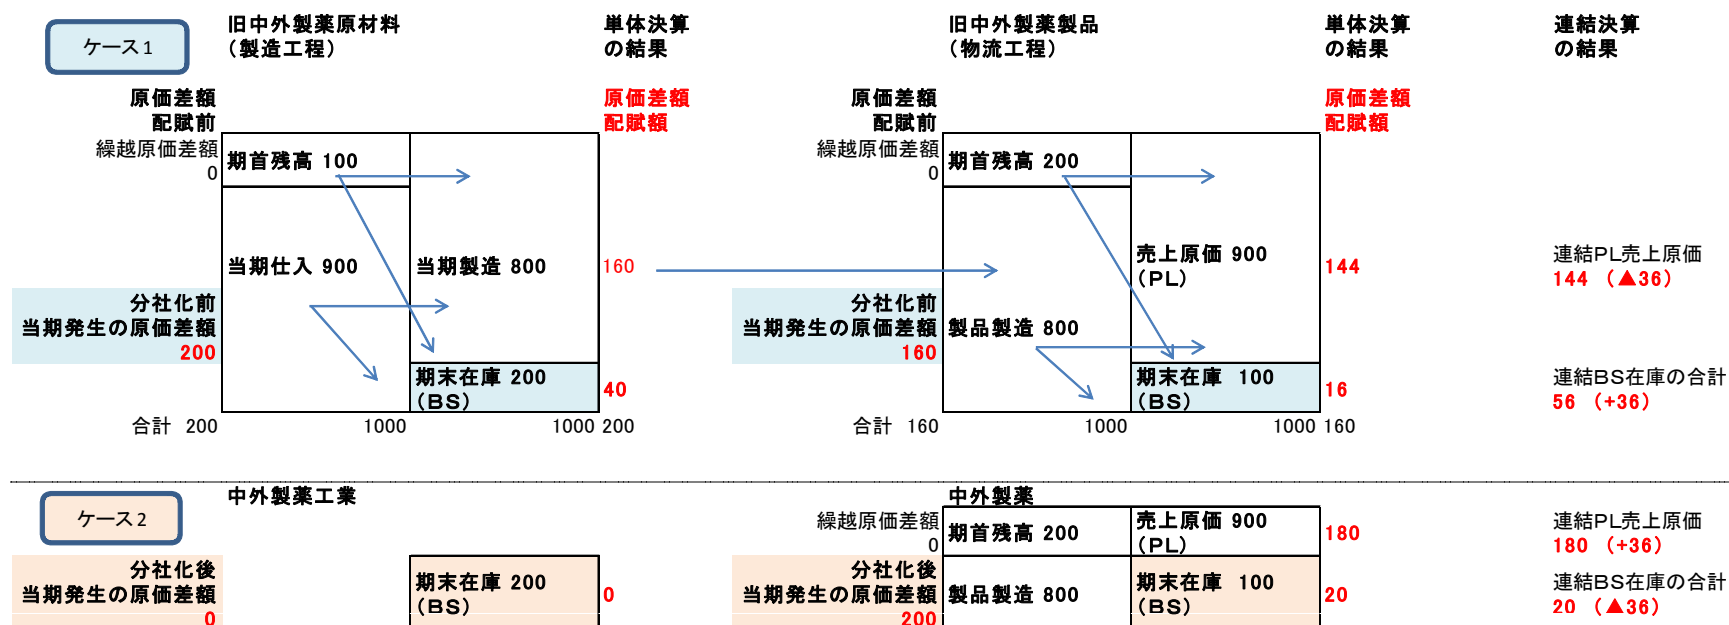 ケース1
旧中外製薬原材料
（製造工程）
単体決算
の結果
旧中外製薬製品
（物流工程）
単体決算
の結果
連結決算
の結果
原価差額
配賦前
原価差額
配賦額
原価差額
配賦前
原価差額
配賦額
繰越原価差額
0
期首残高 100
繰越原価差額
0
期首残高 200
当期仕入 900
当期製造 800
160
売上原価 900
（PL）
144
連結PL売上原価
144 （▲36）
分社化前
当期発生の原価差額
200
分社化前
当期発生の原価差額
160
製品製造 800
期末在庫 200
（BS）
40
期末在庫 100
（BS）
16
連結BS在庫の合計
56 （+36）
合計 200
1000
1000 200
合計 160
1000
1000 160
ケース2
中外製薬工業
中外製薬
繰越原価差額
0
期首残高 200
売上原価 900
（PL）
180
連結PL売上原価
180 （+36）
分社化後
当期発生の原価差額
0
期末在庫 200
（BS）
0
分社化後
当期発生の原価差額
200
製品製造 800
期末在庫 100
（BS）
20
連結BS在庫の合計
20 （▲36）